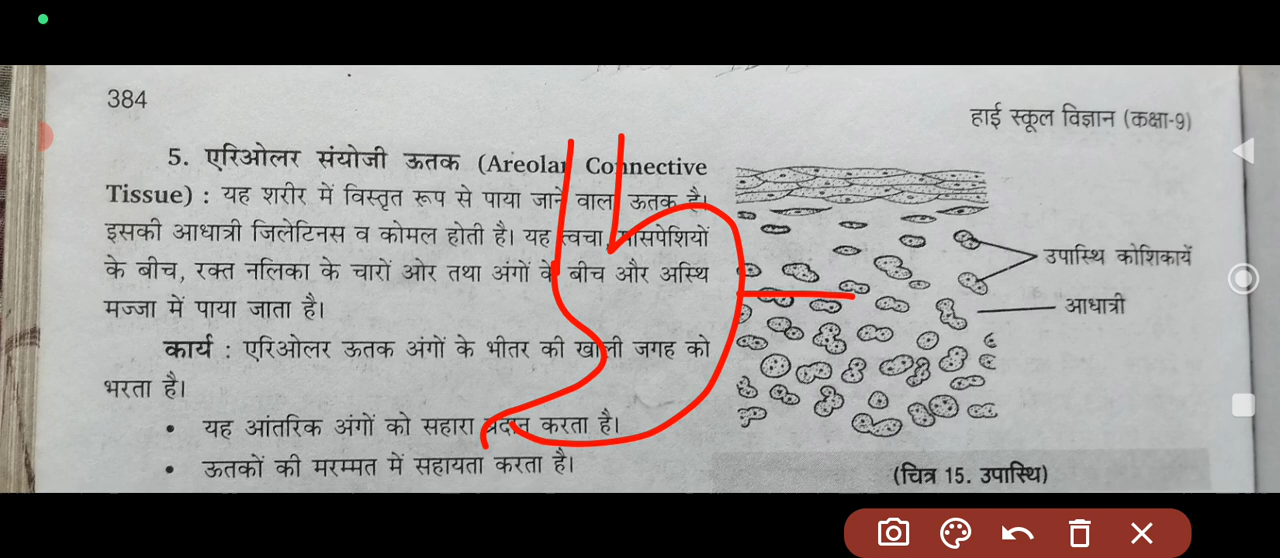 384
हाई स्कूल विज्ञान (कक्षा-9)
5. एरिओलर संयोजी ऊतक (Areolar Connective
Tissue) : यह शरीर में विस्तृत रूप से पाया जाने वाला ऊतक है।
इसकी आधात्री जिलेटिनस व कोमल होती है। यह त्वचा, मांसपेशियों
के बीच, रक्त नलिका के चारों ओर तथा अंगों के बीच और अस्थि
मज्जा में पाया जाता है।
कार्य : एरिओलर ऊतक अंगों के भीतर की खाली जगह को
भरता है।
• यह आंतरिक अंगों को सहारा प्रदान करता है।
• ऊतकों की मरम्मत में सहायता करता है।
उपास्थि कोशिकायें
आधात्री
(चित्र 15. उपास्थि)